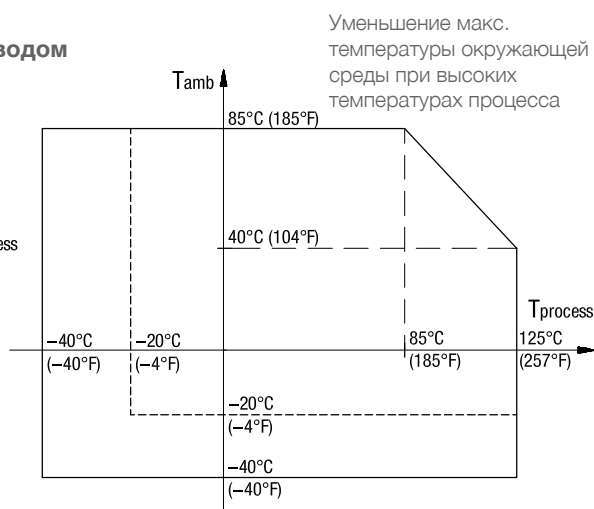 Уменьшение макс.
температуры окружающей
среды при высоких
температурах процесса
Tamb
85°C (185°F)
40°C (104°F)
Tprocess
–40°C
(–40°F)
–20°C
(–4°F)
85°C
(185°F)
125°C
(257°F)
–20°C
(–4°F)
–40°C
(–40°F)